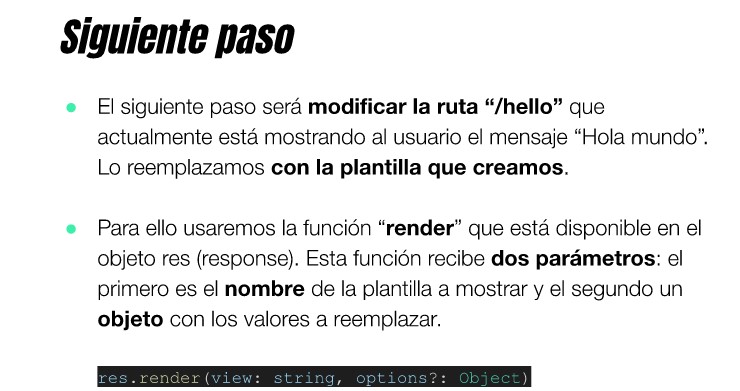 Siguiente paso
El siguiente paso será modificar la ruta “/hello” que
actualmente está mostrando al usuario el mensaje “Hola mundo”.
Lo reemplazamos con la plantilla que creamos.
Para ello usaremos la función “render” que está disponible en el
objeto res (response). Esta función recibe dos parámetros: el
primero es el nombre de la plantilla a mostrar y el segundo un
objeto con los valores a reemplazar.
res.render(view: string, options?: Object)